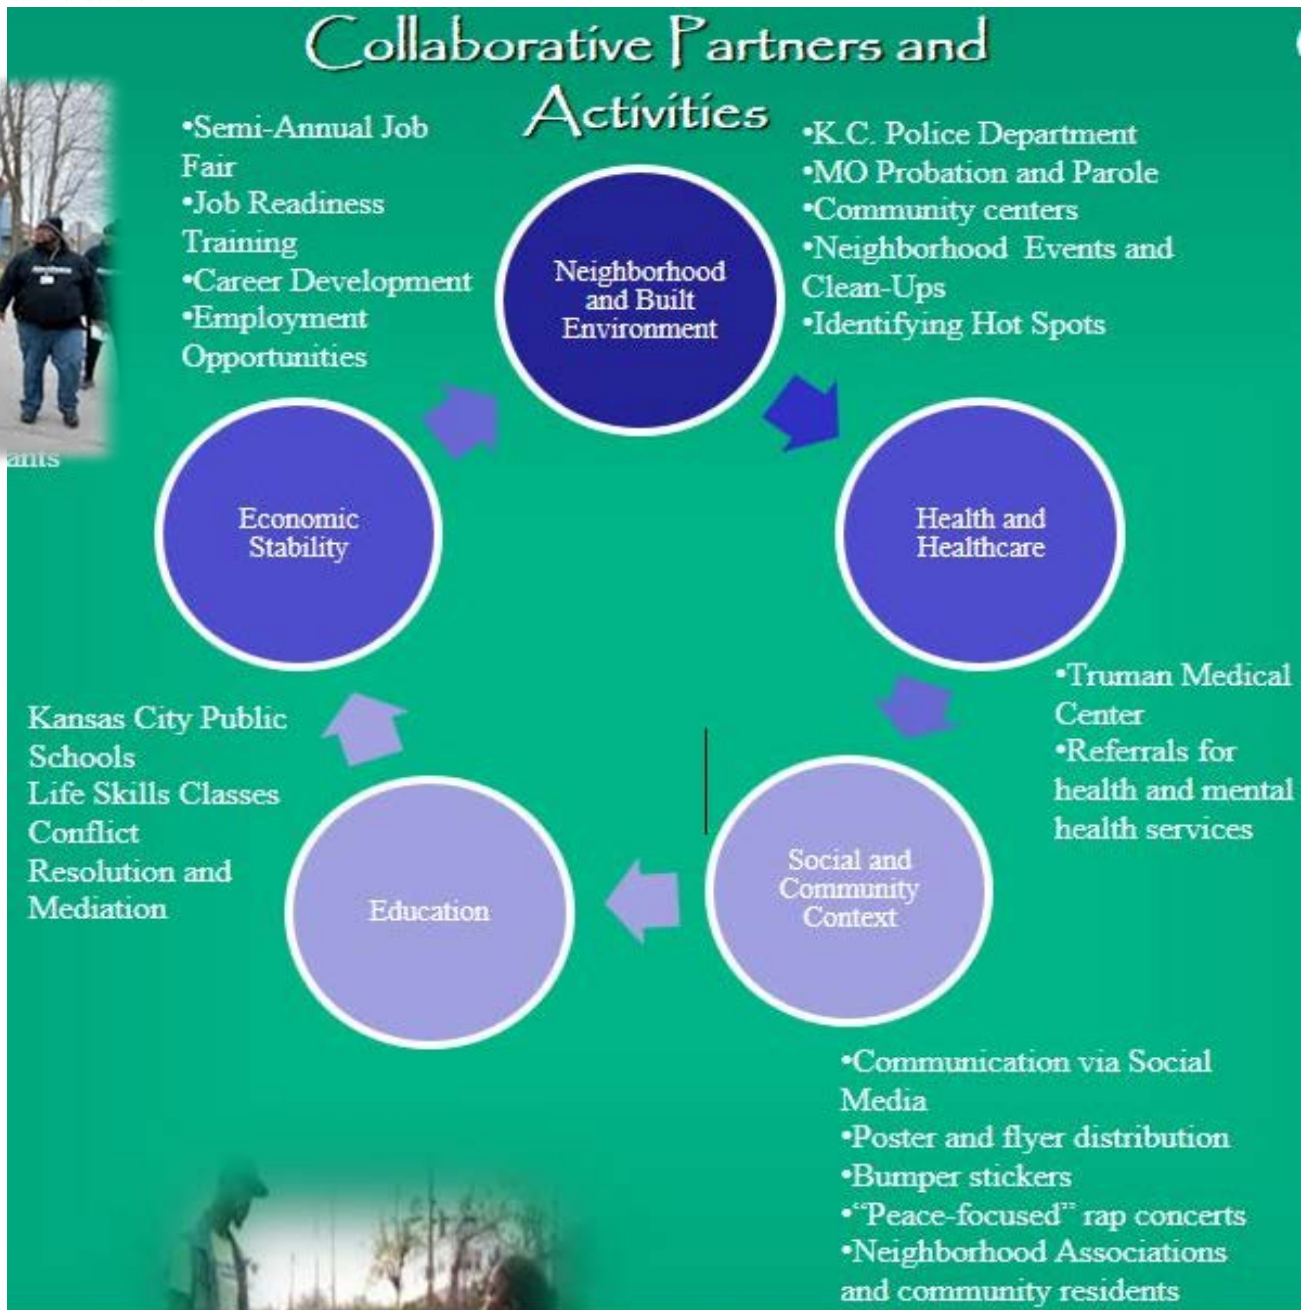 Collaborative Partners and
Activities
•Semi-Annual Job
Fair
•Job Readiness
Training
•Career Development
•Employment
Opportunities
•K.C. Police Department
•MO Probation and Parole
•Community centers
•Neighborhood Events and
Clean-Ups
•Identifying Hot Spots
Neighborhood
and Built
Environment
ants
Economic
Stability
Health and
Healthcare
•Truman Medical
Center
•Referrals for
health and mental
health services
Kansas City Public
Schools
Life Skills Classes
Conflict
Resolution and
Mediation
Social and
Community
Context
Education
•Communication via Social
Media
•Poster and flyer distribution
•Bumper stickers
•“Peace-focused” rap concerts
•Neighborhood Associations
and community residents